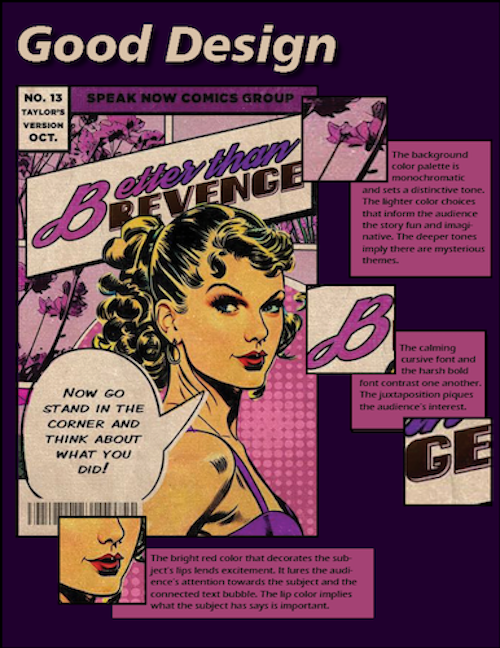 Good Design
NO. 13
TAYLOR'S
VERSION
OCT.
SPEAK NOW COMICS GROUP
Better than
REVENGE
The background
color palette is
monochromatic
and sets a distinctive tone.
The lighter color choices
that inform the audience
the story fun and imagi-
native. The deeper tones
imply there are mysterious
themes.
B
The calming
cursive font and
the harsh bold
font contrast one another.
The juxtaposition piques
the audience's interest.
GE
NOW GO
STAND IN THE
CORNER AND
THINK ABOUT
WHAT YOU
DID!
The bright red color that decorates the sub-
ject's lips lends excitement. It lures the audi-
ence's attention towards the subject and the
connected text bubble. The lip color implies
what the subject has says is important.